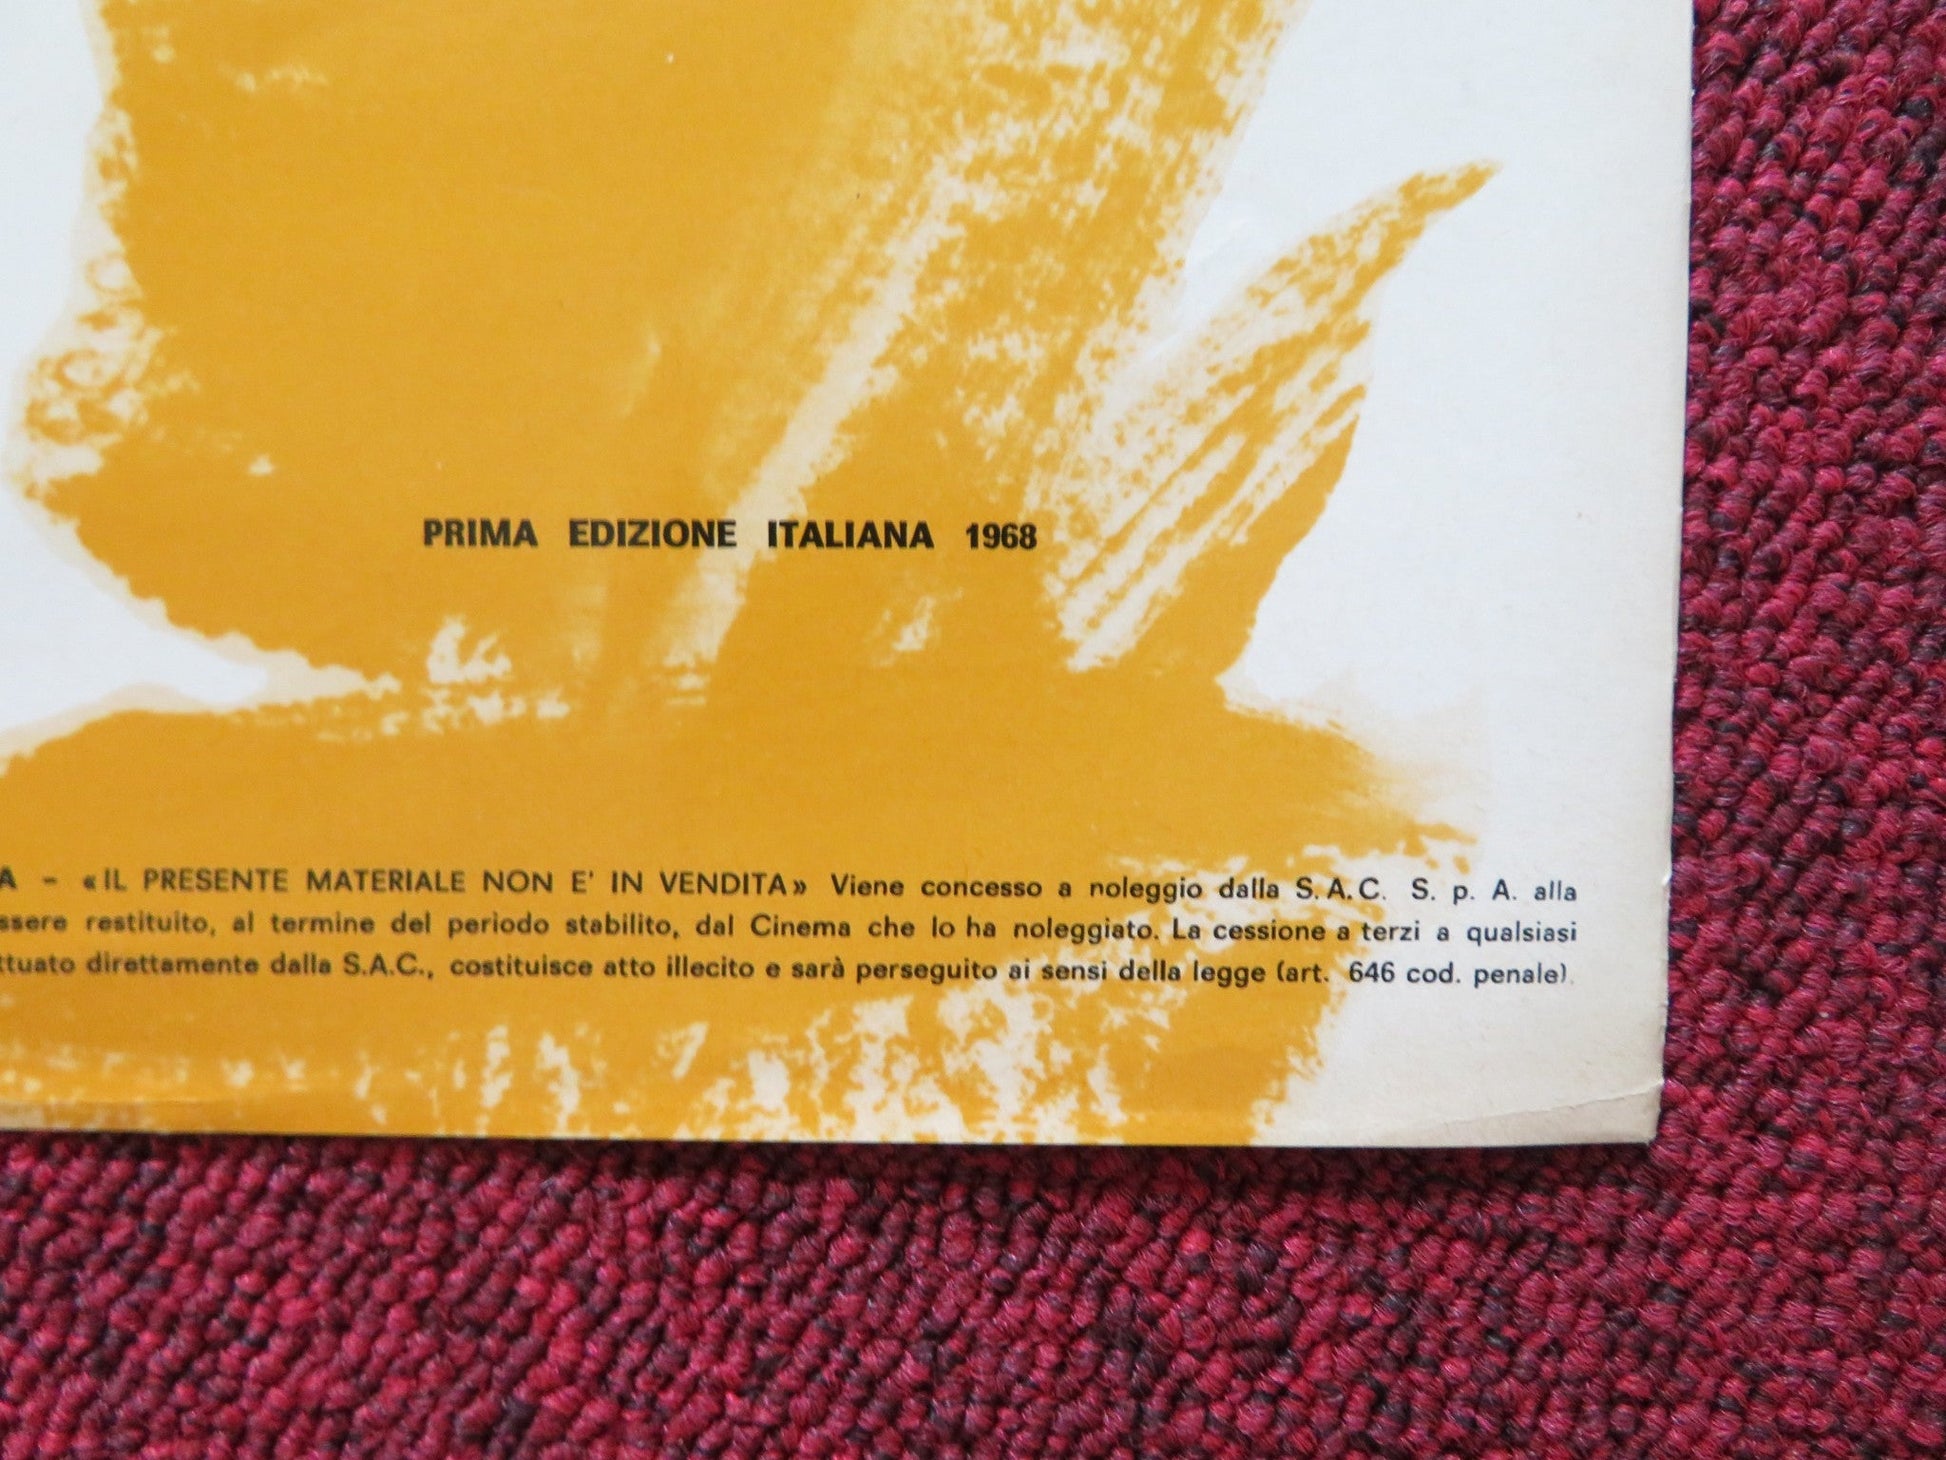 PRIMA EDIZIONE ITALIANA 1968
A - «IL PRESENTE MATERIALE NON E' IN VENDITA» Viene concesso a noleggio dalla S.A.C. S. p. A. alla
ssere restituito, al termine del periodo stabilito, dal Cinema che lo ha noleggiato. La cessione a terzi a qualsiasi
ttuato direttamente dalla S.A.C., costituisce atto illecito e sarà perseguito ai sensi della legge (art. 646 cod. penale).